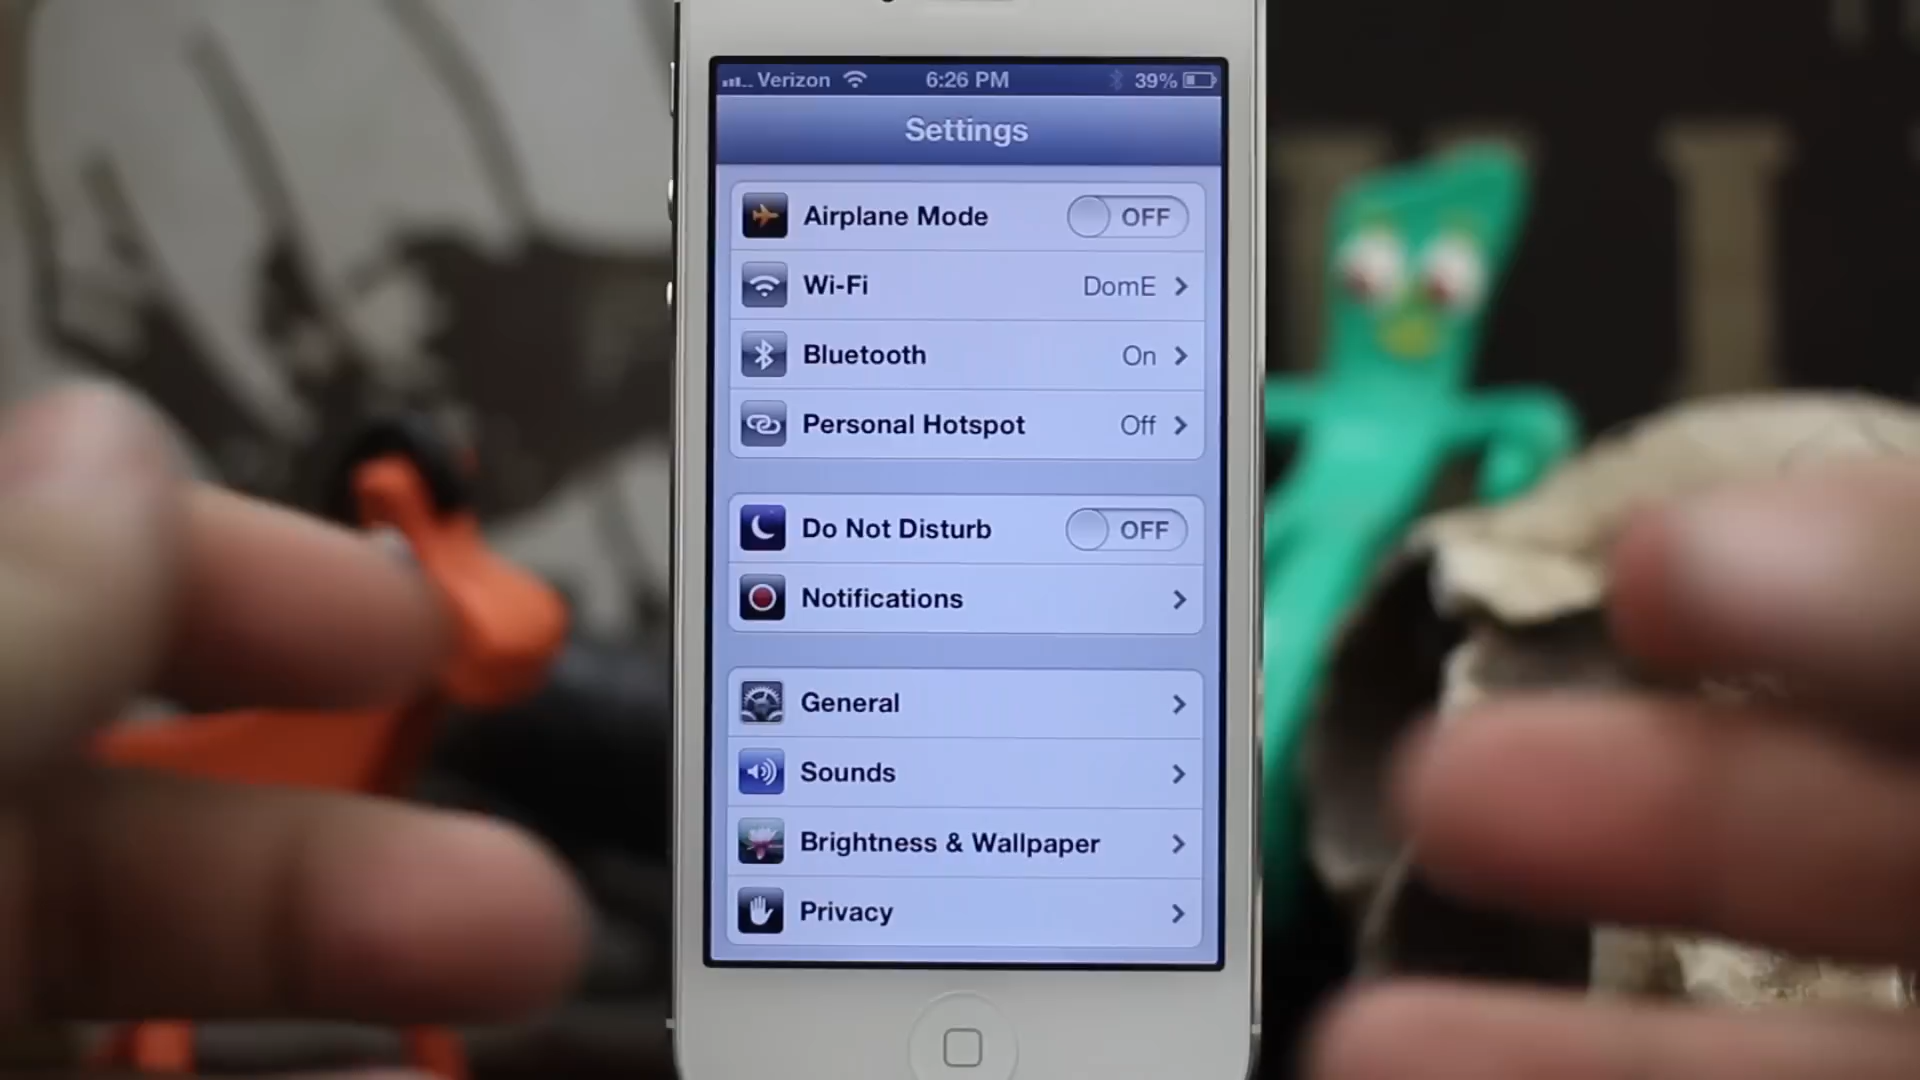 Verizon 6:26 PM 39%
Settings
Airplane Mode OFF
Wi-Fi DomE
Bluetooth On
Personal Hotspot Off
Do Not Disturb OFF
Notifications
General
Sounds
Brightness & Wallpaper
Privacy